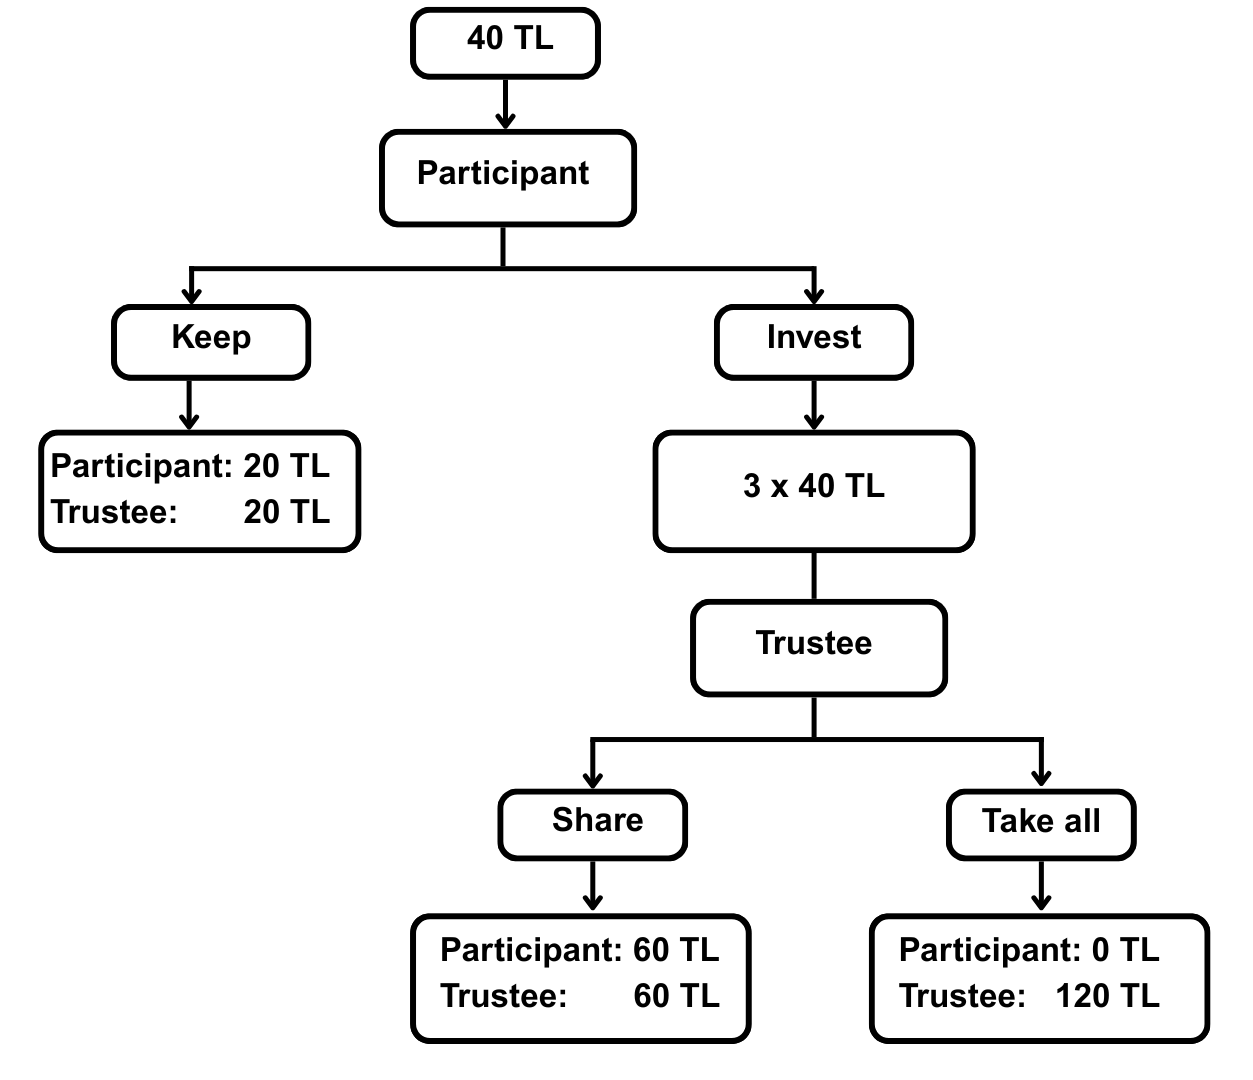 40 TL
Participant
Keep
Invest
Participant: 20 TL
Trustee: 20 TL
3 x 40 TL
Trustee
Share
Take all
Participant: 60 TL
Trustee: 60 TL
Participant: 0 TL
Trustee: 120 TL